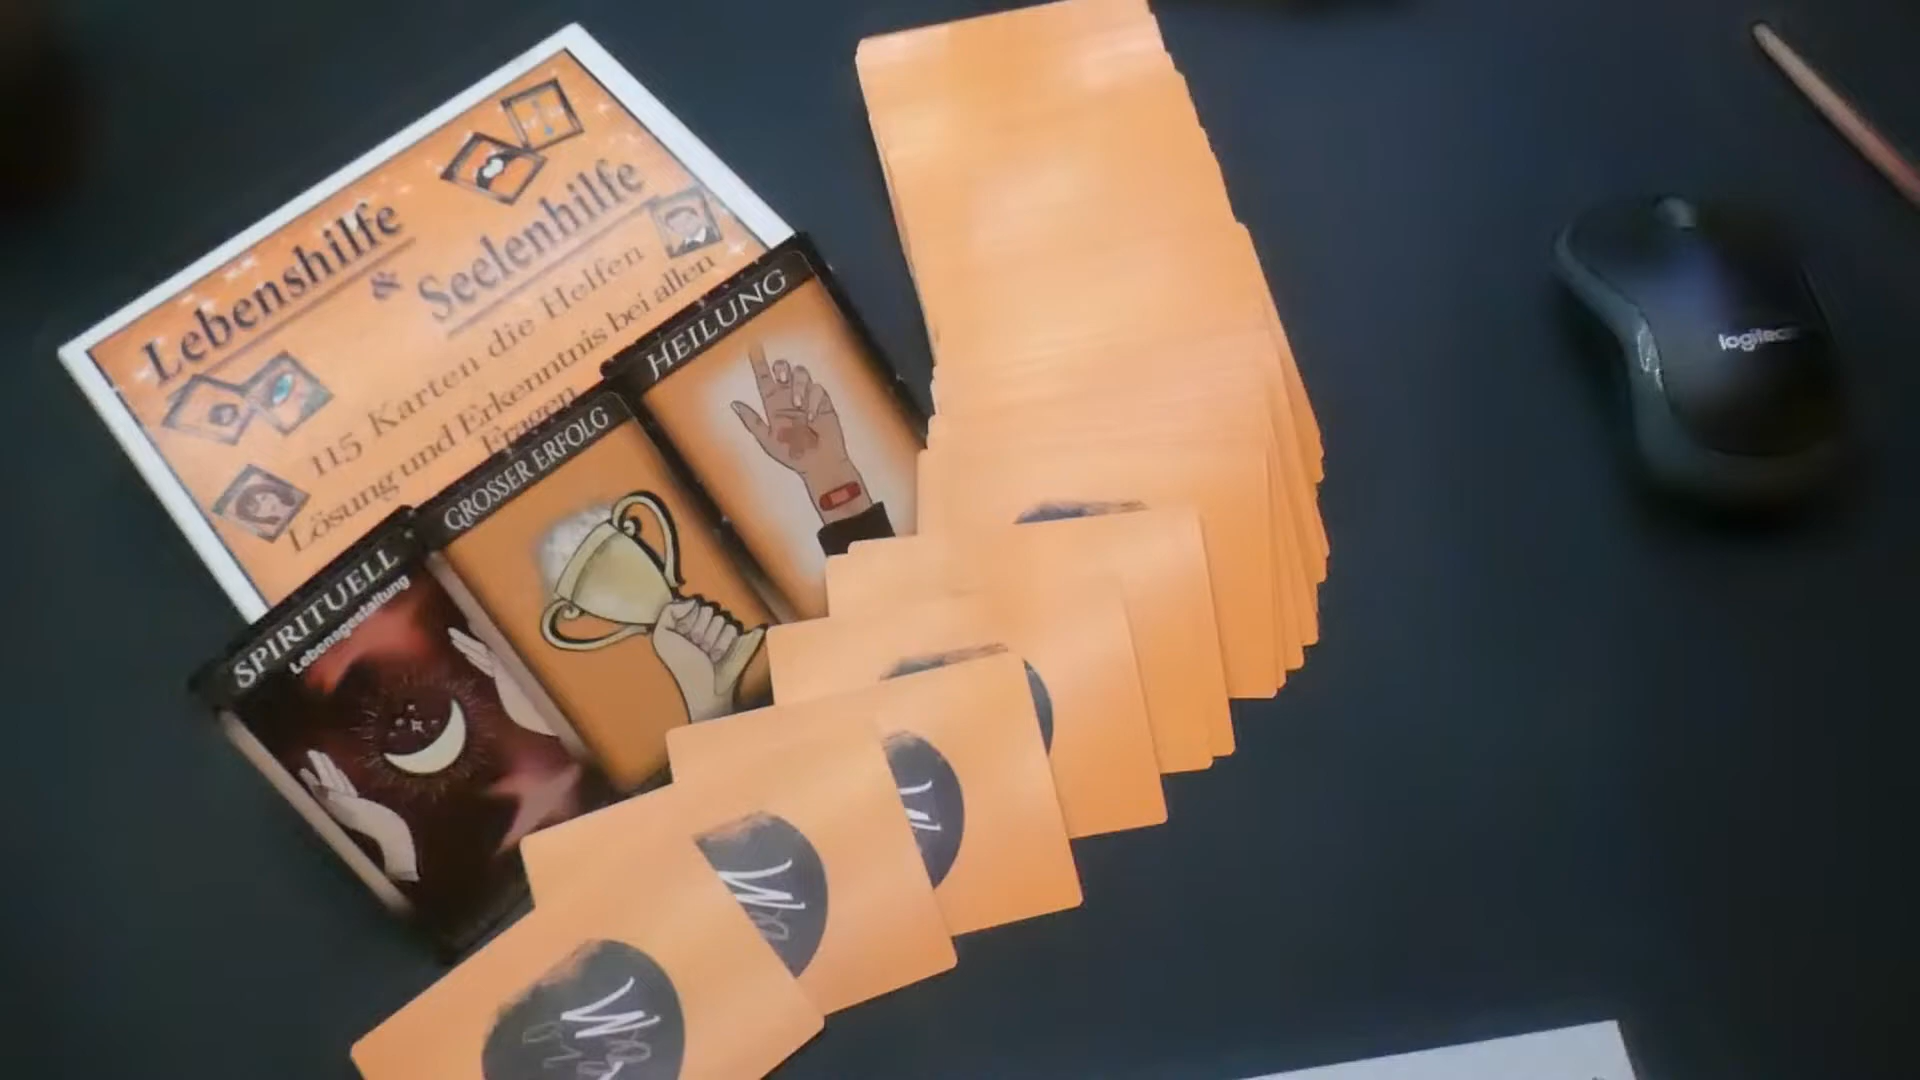 Lebenshilfe
&
Seelenhilfe
115 Karten die Helfen
Lösung und Erkenntnis bei allen
Fragen
HEILUNG
GROSSER ERFOLG
SPIRITUELL
Lebensgestaltung
logitech